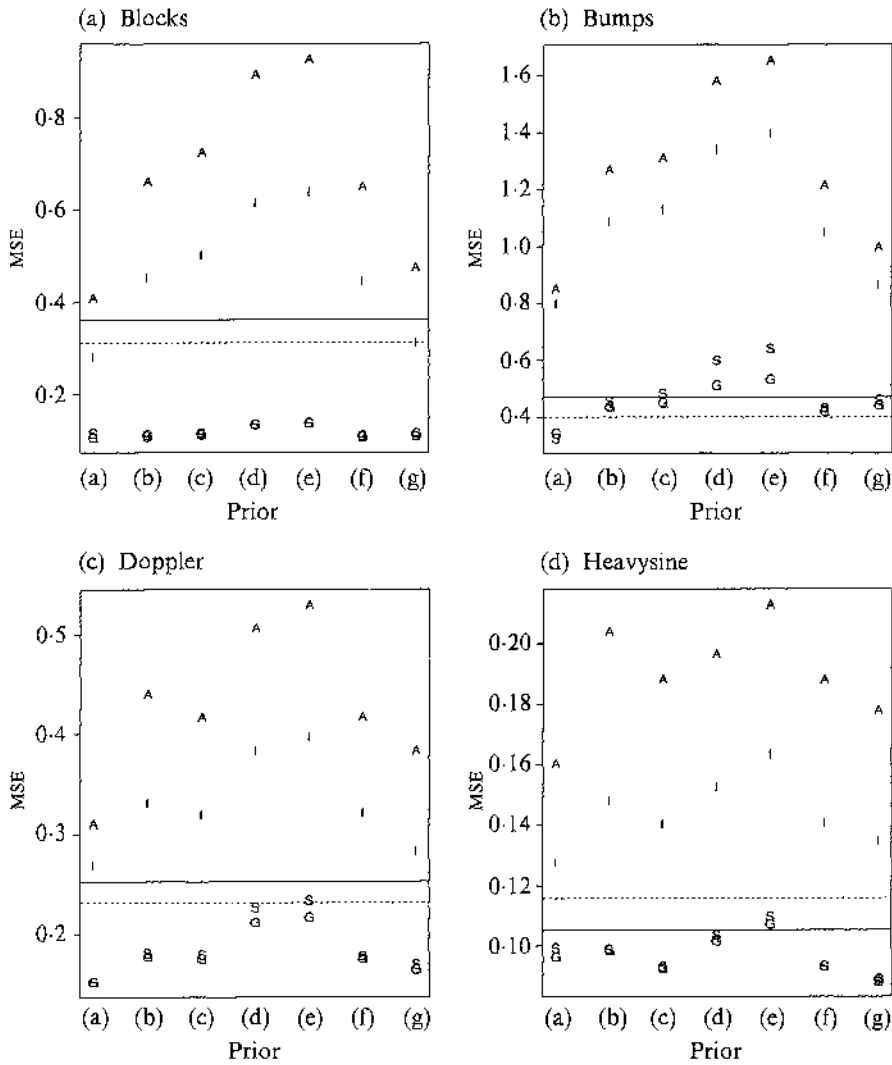 (a) Blocks
MSE
0·8
0·6
0·4
0·2
A A A A A A A
I I I I I I I
S S S S S S S
G G G G G G G
(a) (b) (c) (d) (e) (f) (g)
Prior
(b) Bumps
MSE
1·6
1·4
1·2
1·0
0·8
0·6
0·4
A A A A A A A
I I I I I I I
S S S S S S S
G G G G G G G
(a) (b) (c) (d) (e) (f) (g)
Prior
(c) Doppler
MSE
0·5
0·4
0·3
0·2
A A A A A A A
I I I I I I I
S S S S S S S
G G G G G G G
(a) (b) (c) (d) (e) (f) (g)
Prior
(d) Heavysine
MSE
0·20
0·18
0·16
0·14
0·12
0·10
A A A A A A A
I I I I I I I
S S S S S S S
G G G G G G G
(a) (b) (c) (d) (e) (f) (g)
Prior